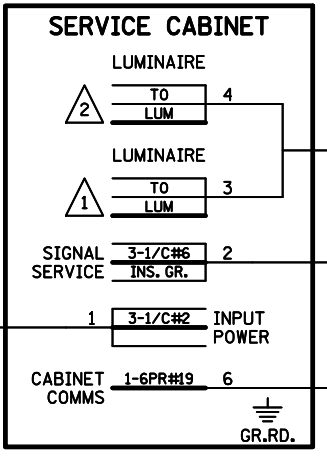 SERVICE CABINET
LUMINAIRE
2
TO
LUM
4
LUMINAIRE
1
TO
LUM
3
SIGNAL
SERVICE
3-1/C#6
INS. GR.
2
1
3-1/C#2
INPUT
POWER
CABINET
COMMS
1-6PR#19
6
GR.RD.